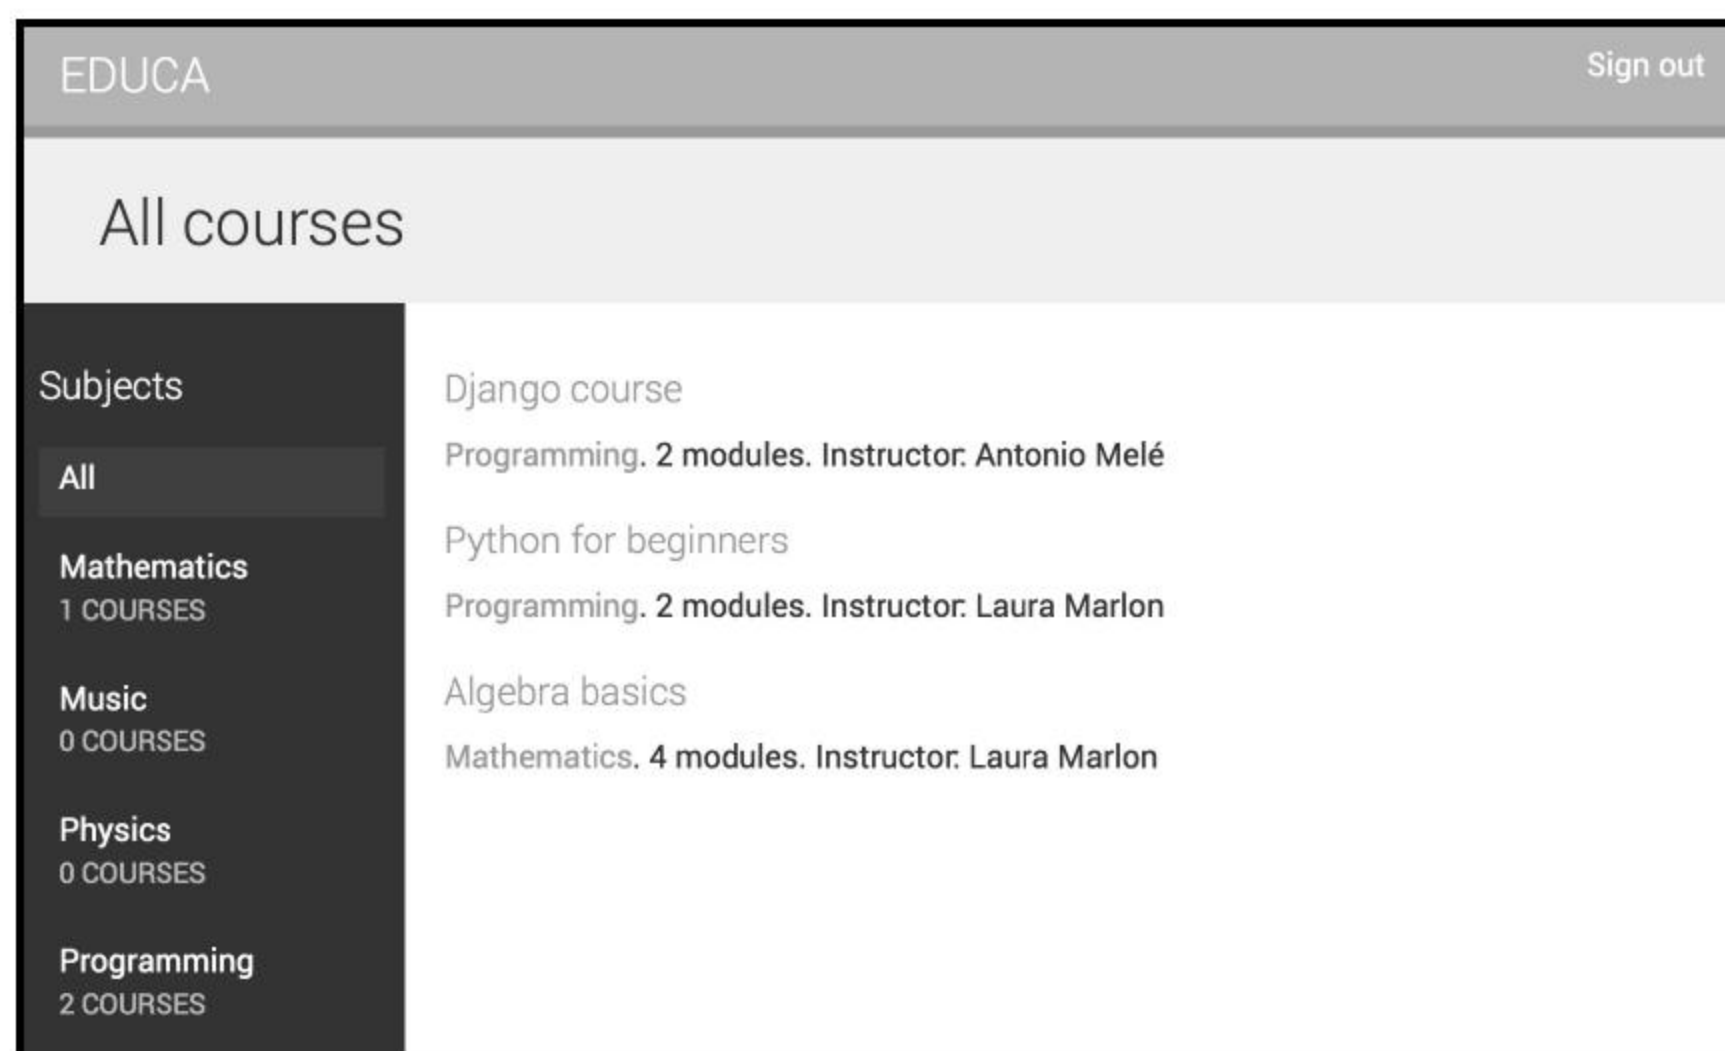 EDUCA
Sign out
All courses
Subjects
All
Mathematics
1 COURSES
Music
0 COURSES
Physics
0 COURSES
Programming
2 COURSES
Django course
Programming. 2 modules. Instructor: Antonio Melé
Python for beginners
Programming. 2 modules. Instructor: Laura Marlon
Algebra basics
Mathematics. 4 modules. Instructor: Laura Marlon